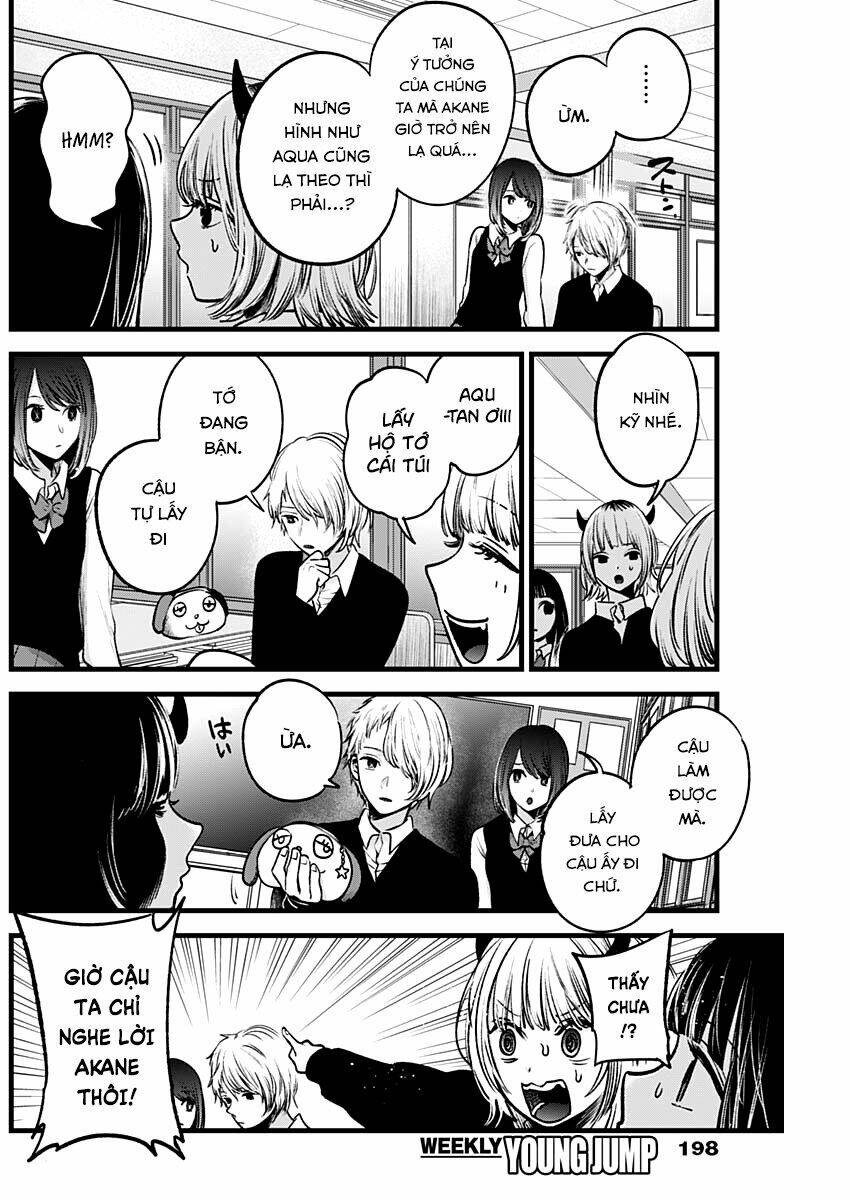 ......
ỪM.
ストン
TẠI
Ý TƯỞNG
CỦA CHÚNG
TA MÀ AKANE
GIỜ TRỞ NÊN
LẠ QUÁ...
NHƯNG
HÌNH NHƯ
AQUA CŨNG
LẠ THEO THÌ
PHẢI...?
HMM?
NHÌN
KỸ NHÉ.
AQU
-TAN ƠIII
LẤY
HỘ TỚ
CÁI TÚI
TỚ
ĐANG
BẬN.
CẬU
TỰ LẤY
ĐI
CẬU
LÀM
ĐƯỢC
MÀ.
LẤY
ĐƯA CHO
CẬU ẤY ĐI
CHỨ.
ỪA.
はい
THẤY
CHƯA
!?
GIỜ CẬU
TA CHỈ
NGHE LỜI
AKANE
THÔI!
WEEKLY YOUNG JUMP 198